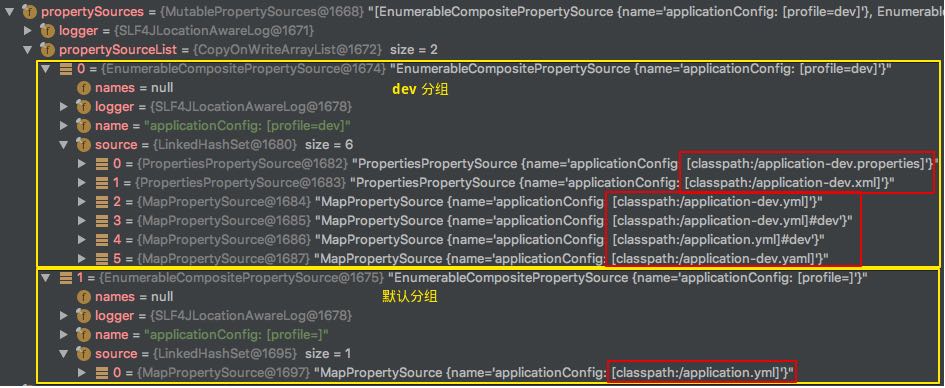 propertySources = {MutablePropertySources@1668} "[EnumerableCompositePropertySource {name='applicationConfig: [profile=dev]'}, Enumerable
logger = {SLF4JLocationAwareLog@1671}
propertySourceList = {CopyOnWriteArrayList@1672} size = 2
0 = {EnumerableCompositePropertySource@1674} "EnumerableCompositePropertySource {name='applicationConfig: [profile=dev]'}"
names = null
dev 分组
logger = {SLF4JLocationAwareLog@1678}
name = "applicationConfig: [profile=dev]"
source = {LinkedHashSet@1680} size = 6
0 = {PropertiesPropertySource@1682} "PropertiesPropertySource {name='applicationConfig: [classpath:/application-dev.properties]'}"
1 = {PropertiesPropertySource@1683} "PropertiesPropertySource {name='applicationConfig: [classpath:/application-dev.xml]'}"
2 = {MapPropertySource@1684} "MapPropertySource {name='applicationConfig: [classpath:/application-dev.yml]'}"
3 = {MapPropertySource@1685} "MapPropertySource {name='applicationConfig: [classpath:/application-dev.yml]#dev'}"
4 = {MapPropertySource@1686} "MapPropertySource {name='applicationConfig: [classpath:/application.yml]#dev'}"
5 = {MapPropertySource@1687} "MapPropertySource {name='applicationConfig: [classpath:/application-dev.yaml]'}"
1 = {EnumerableCompositePropertySource@1675} "EnumerableCompositePropertySource {name='applicationConfig: [profile=]'}"
names = null
默认分组
logger = {SLF4JLocationAwareLog@1678}
name = "applicationConfig: [profile=]"
source = {LinkedHashSet@1695} size = 1
0 = {MapPropertySource@1697} "MapPropertySource {name='applicationConfig: [classpath:/application.yml]'}"